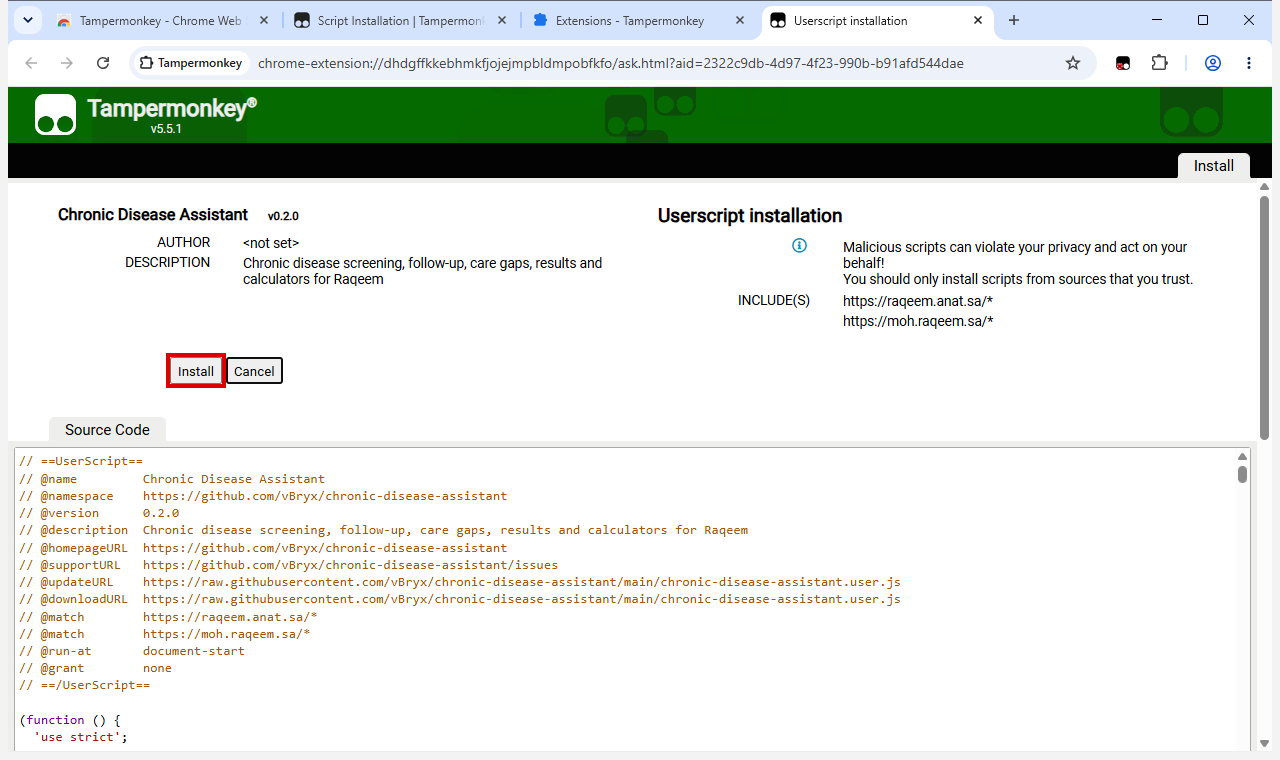 Tampermonkey - Chrome Web
Script Installation | Tampermonk
Extensions - Tampermonkey
Userscript installation
Tampermonkey
chrome-extension://dhdgffkkebhmkfjojejmpbldmpobfkfo/ask.html?aid=2322c9db-4d97-4f23-990b-b91afd544dae
Tampermonkey®
v5.5.1
Install
Chronic Disease Assistant v0.2.0
AUTHOR <not set>
DESCRIPTION Chronic disease screening, follow-up, care gaps, results and
calculators for Raqeem
Userscript installation
Malicious scripts can violate your privacy and act on your
behalf!
You should only install scripts from sources that you trust.
INCLUDE(S) https://raqeem.anat.sa/*
https://moh.raqeem.sa/*
Install Cancel
Source Code
// ==UserScript==
// @name Chronic Disease Assistant
// @namespace https://github.com/vBryx/chronic-disease-assistant
// @version 0.2.0
// @description Chronic disease screening, follow-up, care gaps, results and calculators for Raqeem
// @homepageURL https://github.com/vBryx/chronic-disease-assistant
// @supportURL https://github.com/vBryx/chronic-disease-assistant/issues
// @updateURL https://raw.githubusercontent.com/vBryx/chronic-disease-assistant/main/chronic-disease-assistant.user.js
// @downloadURL https://raw.githubusercontent.com/vBryx/chronic-disease-assistant/main/chronic-disease-assistant.user.js
// @match https://raqeem.anat.sa/*
// @match https://moh.raqeem.sa/*
// @run-at document-start
// @grant none
// ==/UserScript==
(function () {
'use strict';